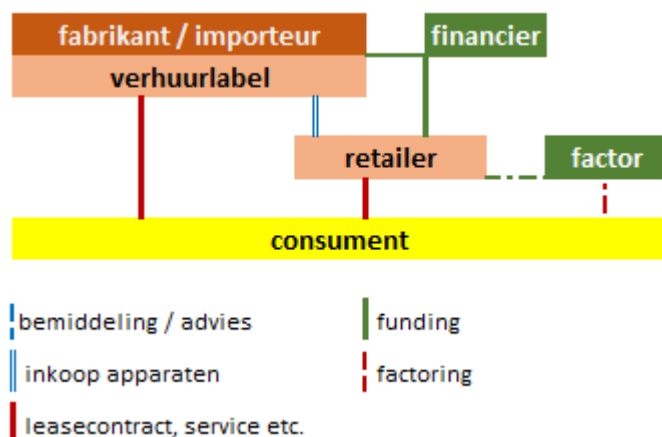 fabrikant / importeur
financier
verhuurlabel
retailer
factor
consument
bemiddeling / advies
funding
inkoop apparaten
factoring
leasecontract, service etc.